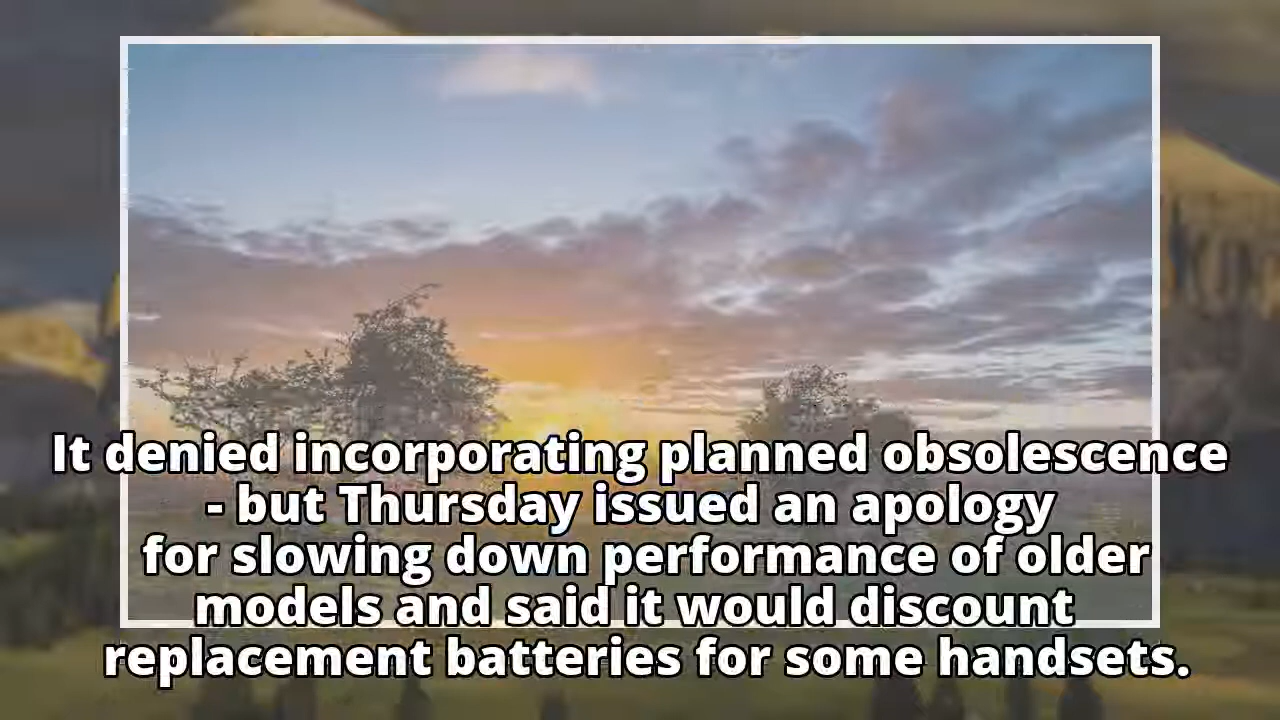 It denied incorporating planned obsolescence
- but Thursday issued an apology
for slowing down performance of older
models and said it would discount
replacement batteries for some handsets.